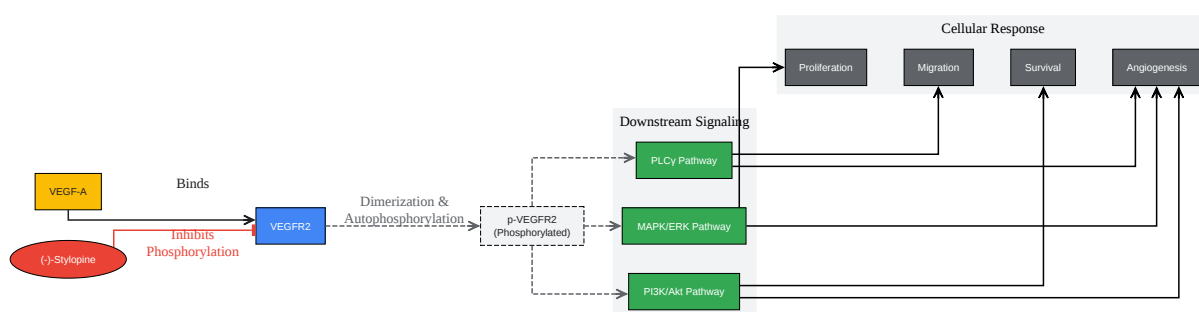 Cellular Response
Proliferation
Migration
Survival
Angiogenesis
Downstream Signaling
PLCγ Pathway
VEGF-A
Binds
Dimerization &
Autophosphorylation
p-VEGFR2
(Phosphorylated)
VEGFR2
MAPK/ERK Pathway
Inhibits
Phosphorylation
(-)-Stylopine
PI3K/Akt Pathway